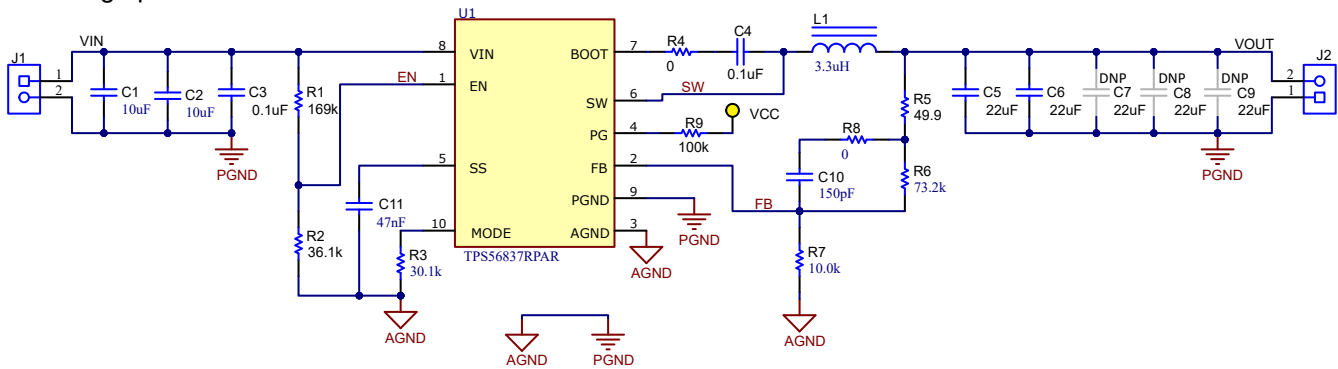 U1
J1
VIN
1
2
C1
10uF
C2
10uF
C3
0.1uF
PGND
R1
169k
EN
8
VIN
1
EN
5
SS
10
MODE
TPS56837RPAR
BOOT
7
SW
6
PG
4
FB
2
PGND
9
AGND
3
R4
0
C4
0.1uF
L1
3.3uH
SW
VCC
R9
100k
R8
0
C10
150pF
FB
R5
49.9
R6
73.2k
R7
10.0k
AGND
PGND
AGND
C5
22uF
C6
22uF
DNP
C7
22uF
DNP
C8
22uF
DNP
C9
22uF
VOUT
J2
2
1
PGND
R2
36.1k
C11
47nF
R3
30.1k
AGND
AGND
PGND